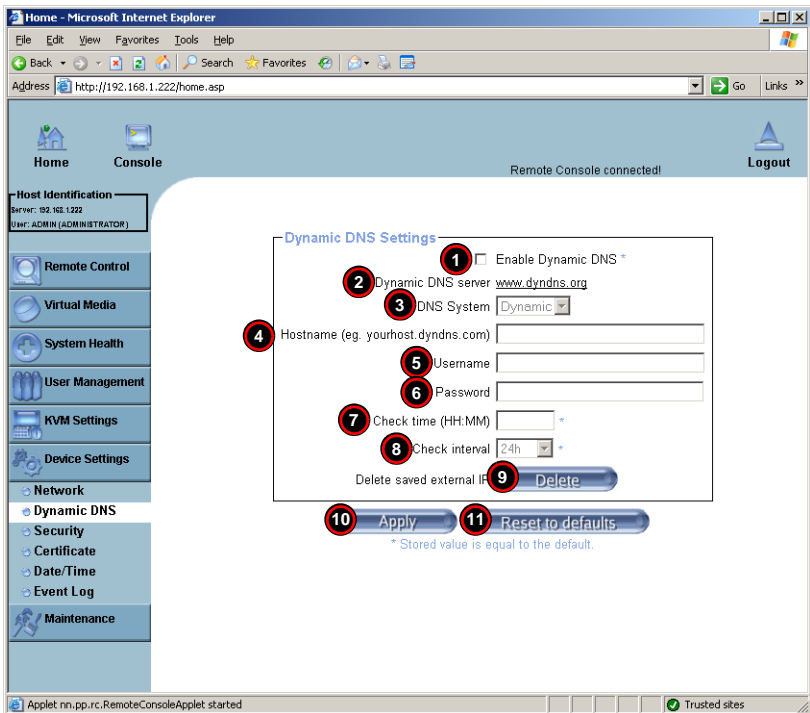 Home - Microsoft Internet Explorer
File Edit View Favorites Tools Help
Back Search Favorites
Address http://192.168.1.222/home.asp Go Links »
Home Console Remote Console connected! Logout
Host Identification
Server: 192.168.1.222
User: ADMIN (ADMINISTRATOR)
Remote Control
Virtual Media
System Health
User Management
KVM Settings
Device Settings
Network
Dynamic DNS
Security
Certificate
Date/Time
Event Log
Maintenance
Dynamic DNS Settings
1 Enable Dynamic DNS *
2 Dynamic DNS server www.dyndns.org
3 DNS System Dynamic
4 Hostname (eg. yourhost.dyndns.com)
5 Username
6 Password
7 Check time (HH:MM) *
8 Check interval 24h *
Delete saved external IP 9 Delete
10 Apply 11 Reset to defaults
* Stored value is equal to the default.
Applet nn.pp.rc.RemoteConsoleApplet started Trusted sites